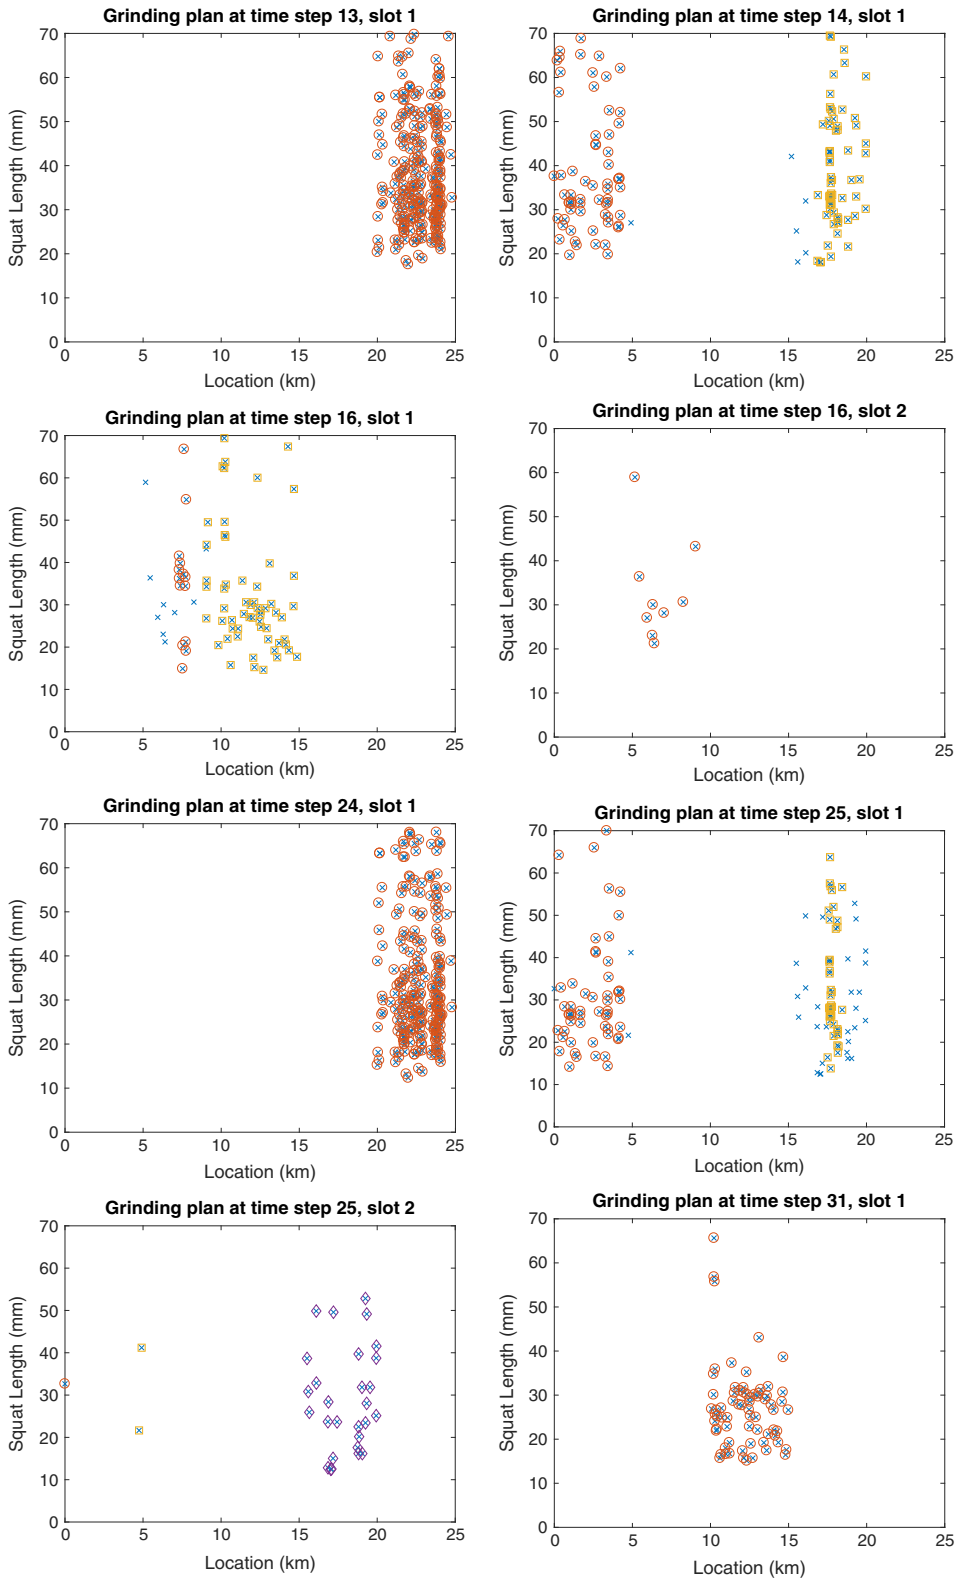 Grinding plan at time step 13, slot 1
70
60
50
40
30
20
10
0
Squat Length (mm)
0 5 10 15 20 25
Location (km)
Grinding plan at time step 14, slot 1
70
60
50
40
30
20
10
0
Squat Length (mm)
0 5 10 15 20 25
Location (km)
Grinding plan at time step 16, slot 1
70
60
50
40
30
20
10
0
Squat Length (mm)
0 5 10 15 20 25
Location (km)
Grinding plan at time step 16, slot 2
70
60
50
40
30
20
10
0
Squat Length (mm)
0 5 10 15 20 25
Location (km)
Grinding plan at time step 24, slot 1
70
60
50
40
30
20
10
0
Squat Length (mm)
0 5 10 15 20 25
Location (km)
Grinding plan at time step 25, slot 1
70
60
50
40
30
20
10
0
Squat Length (mm)
0 5 10 15 20 25
Location (km)
Grinding plan at time step 25, slot 2
70
60
50
40
30
20
10
0
Squat Length (mm)
0 5 10 15 20 25
Location (km)
Grinding plan at time step 31, slot 1
70
60
50
40
30
20
10
0
Squat Length (mm)
0 5 10 15 20 25
Location (km)